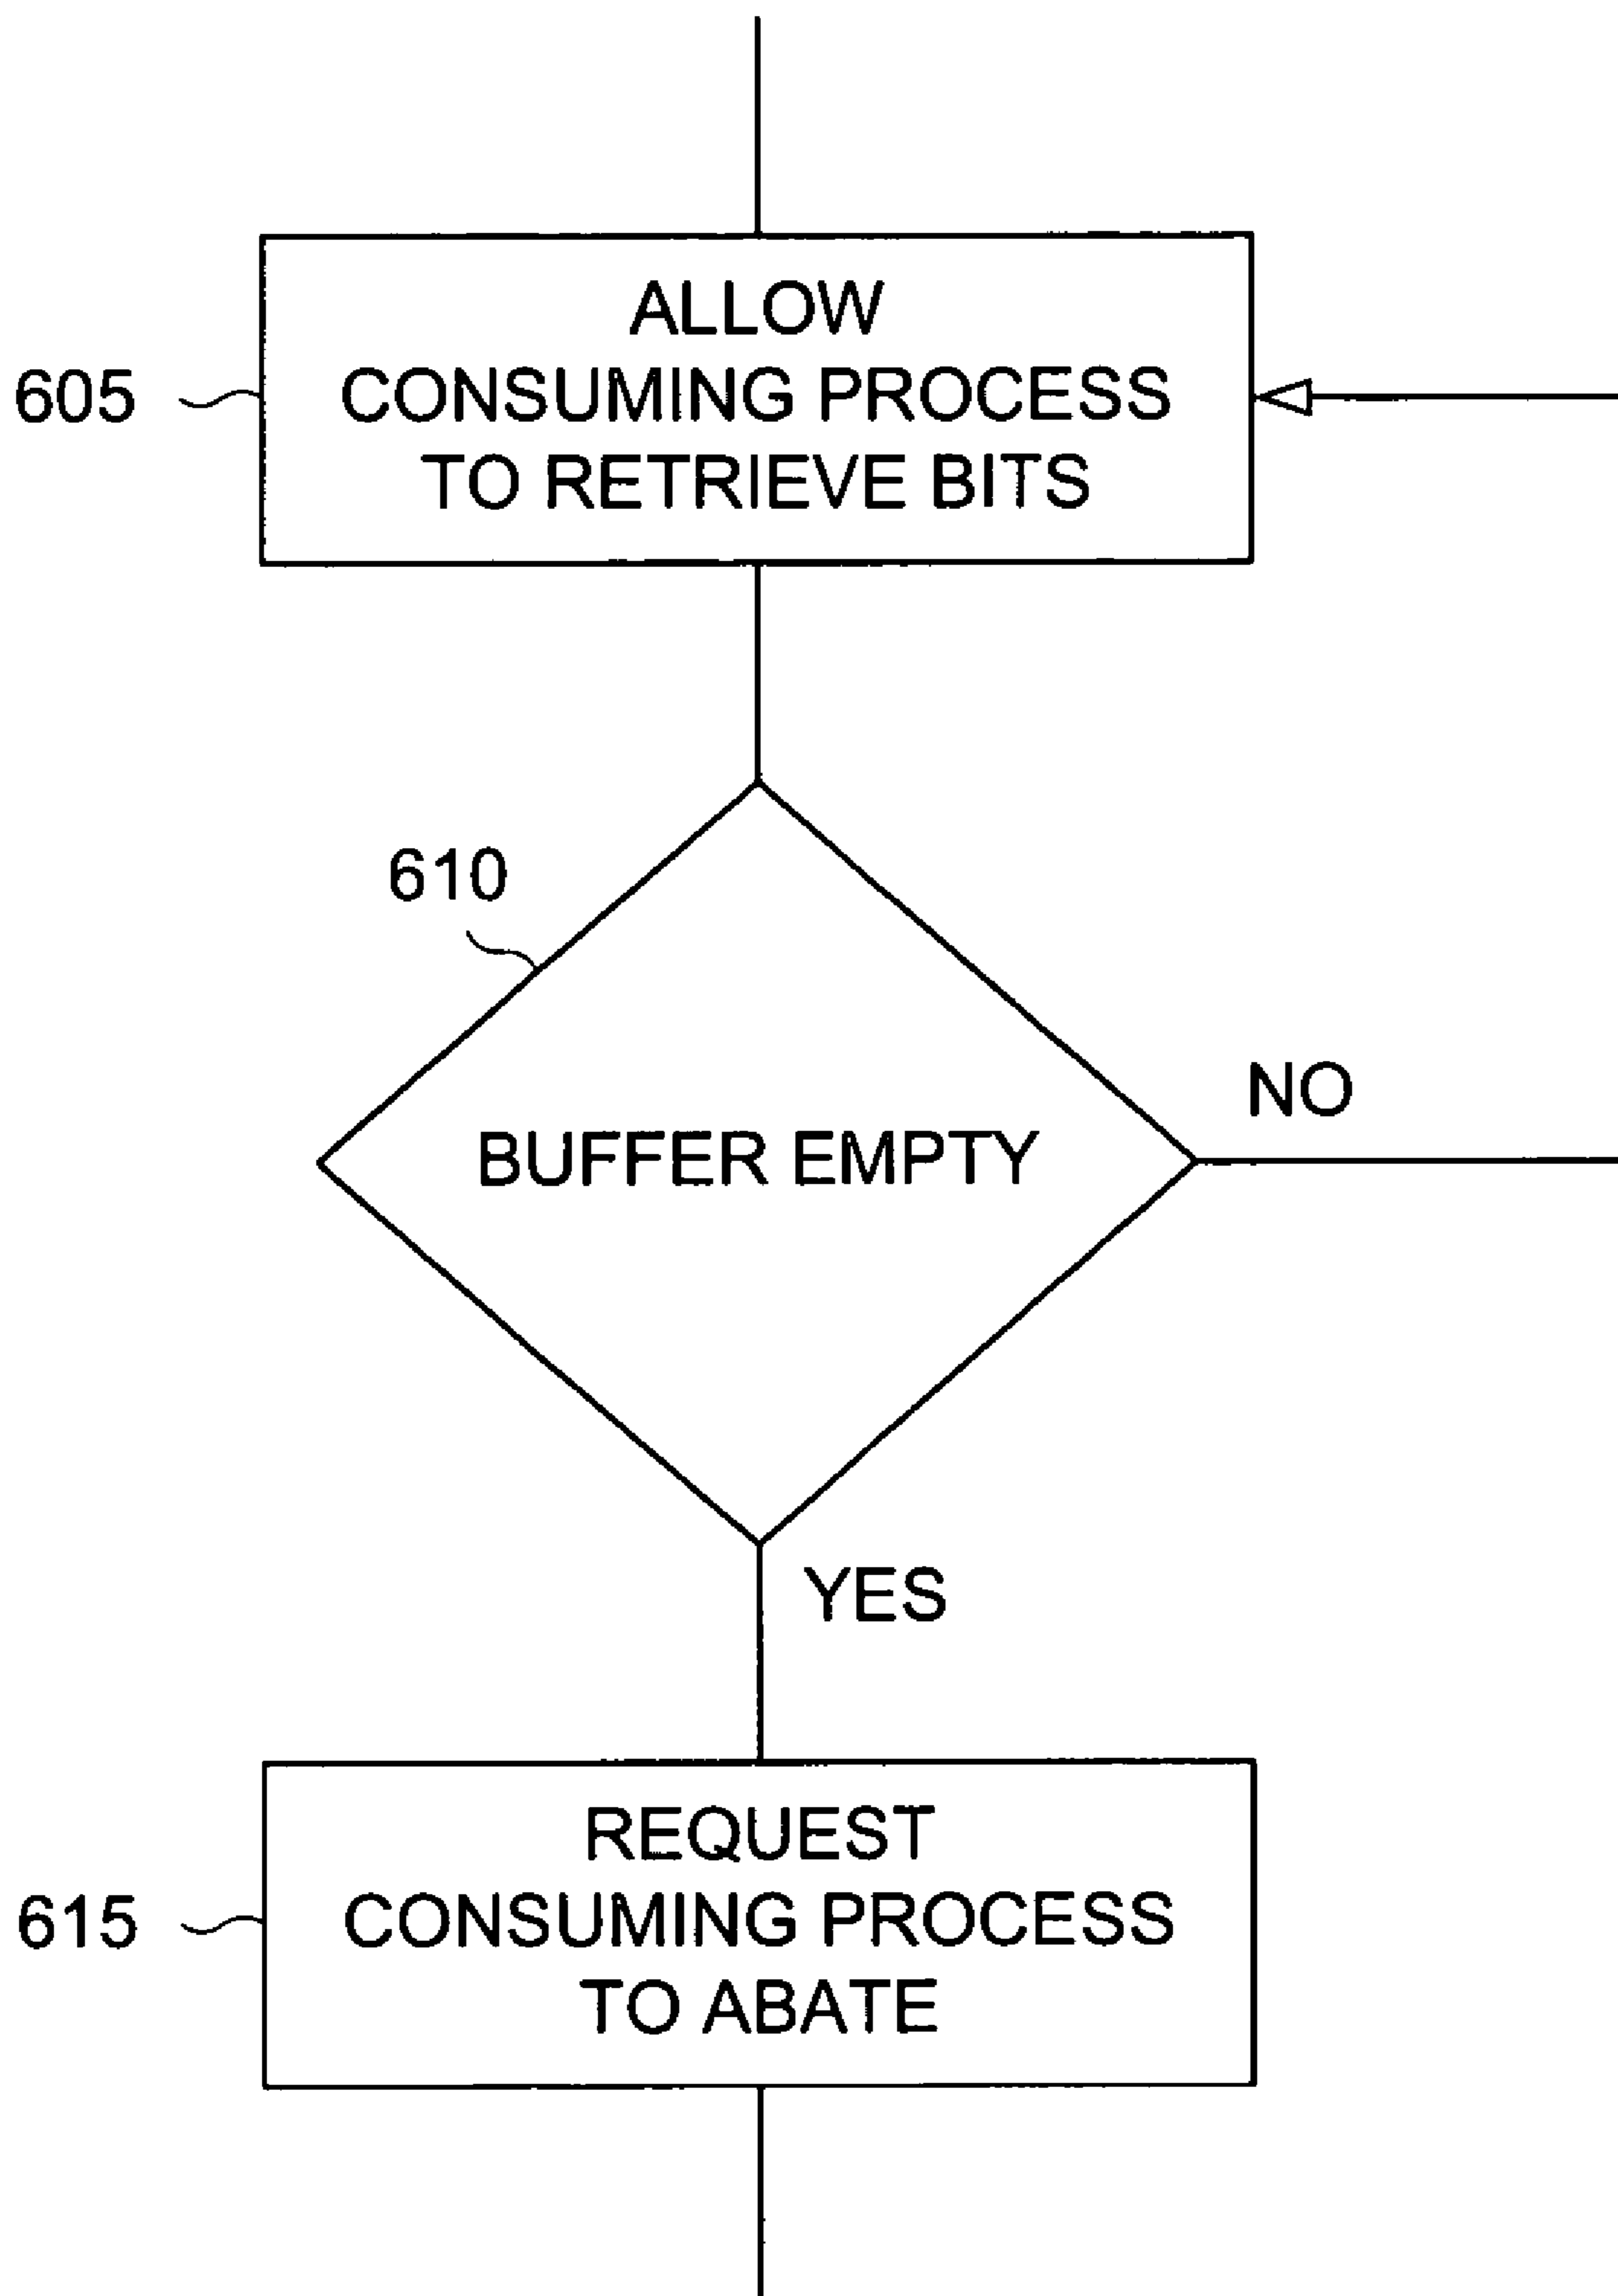 ALLOW
605 CONSUMING PROCESS
TO RETRIEVE BITS
610
NO
BUFFER EMPTY
YES
REQUEST
615 CONSUMING PROCESS
TO ABATE